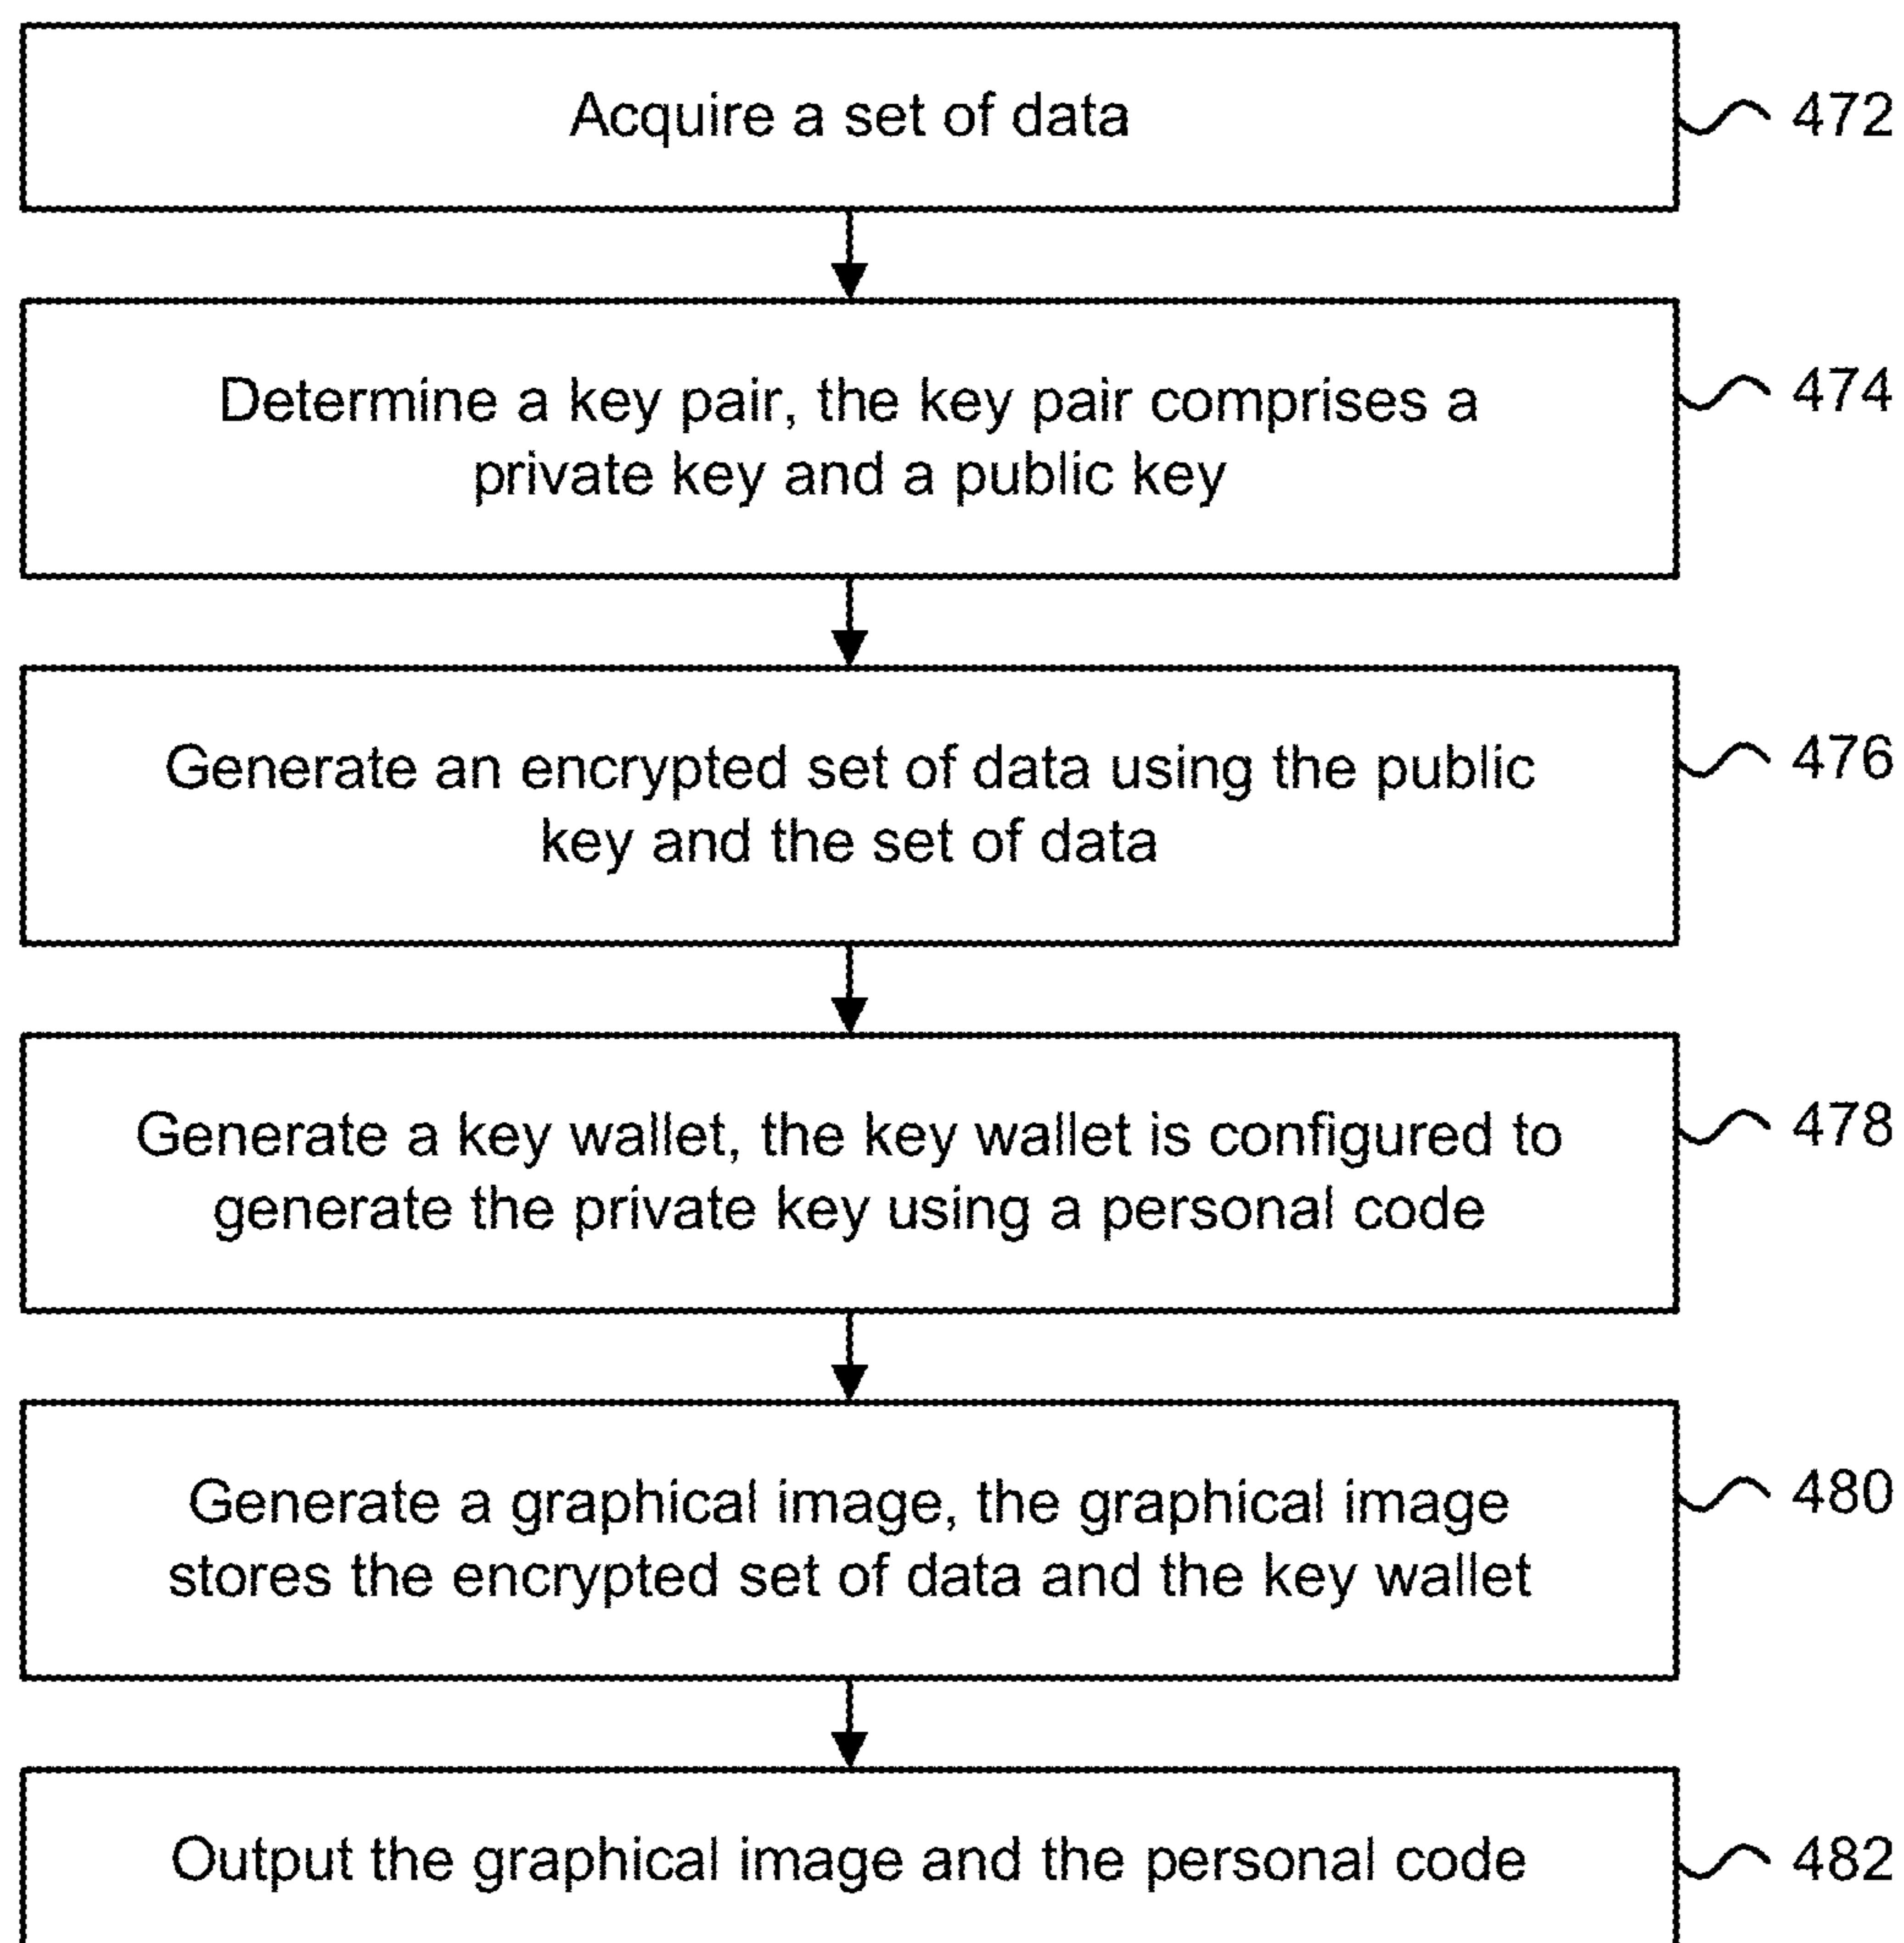 Acquire a set of data
472
Determine a key pair, the key pair comprises a
private key and a public key
474
Generate an encrypted set of data using the public
key and the set of data
476
Generate a key wallet, the key wallet is configured to
generate the private key using a personal code
478
Generate a graphical image, the graphical image
stores the encrypted set of data and the key wallet
480
Output the graphical image and the personal code
482